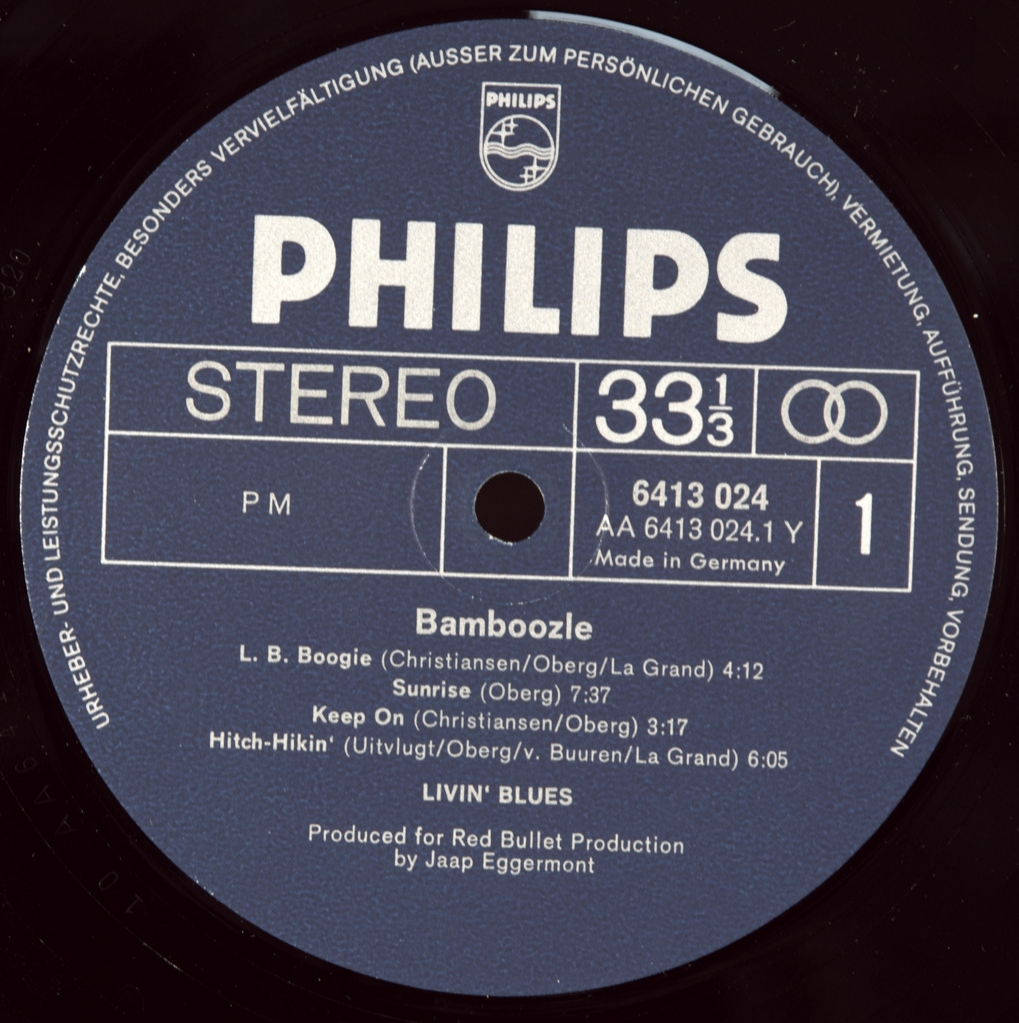 URHEBER- UND LEISTUNGSSCHUTZRECHTE, BESONDERS VERVIELFÄLTIGUNG (AUSSER ZUM PERSÖNLICHEN GEBRAUCH), VERMIETUNG, AUFFÜHRUNG, SENDUNG, VORBEHALTEN
PHILIPS
PHILIPS
STEREO 33 1/3
PM
6413 024
AA 6413 024.1 Y
Made in Germany
1
Bamboozle
L. B. Boogie (Christiansen/Oberg/La Grand) 4:12
Sunrise (Oberg) 7:37
Keep On (Christiansen/Oberg) 3:17
Hitch-Hikin' (Uitvlugt/Oberg/v. Buuren/La Grand) 6:05
LIVIN' BLUES
Produced for Red Bullet Production
by Jaap Eggermont